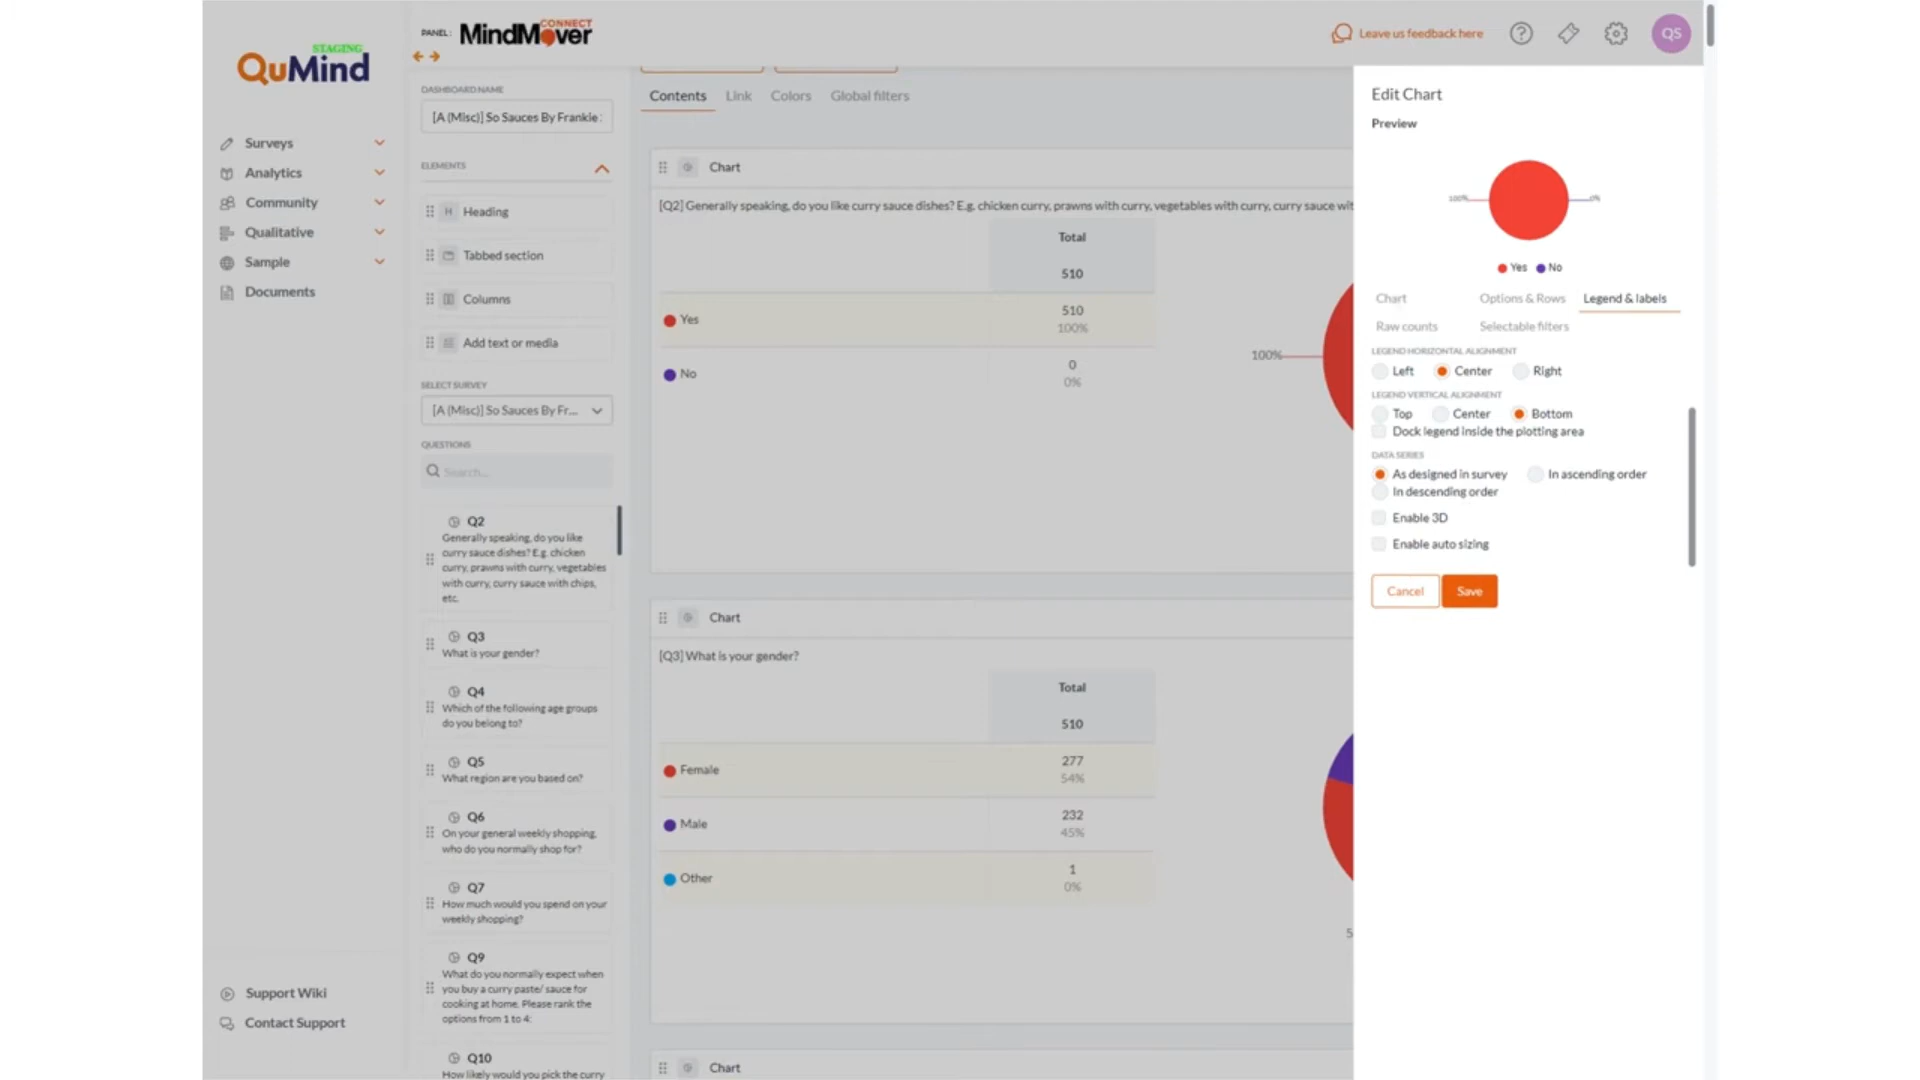 STAGING
QuMind
Surveys
Analytics
Community
Qualitative
Sample
Documents
Support Wiki
Contact Support
PANEL: MindMover CONNECT
DASHBOARD NAME
[A (Misc)] So Sauces By Frankie
ELEMENTS
H Heading
Tabbed section
Columns
Add text or media
SELECT SURVEY
[A (Misc)] So Sauces By Fr...
QUESTIONS
Search...
Q2
Generally speaking, do you like
curry sauce dishes? E.g. chicken
curry, prawns with curry, vegetables
with curry, curry sauce with chips,
etc.
Q3
What is your gender?
Q4
Which of the following age groups
do you belong to?
Q5
What region are you based on?
Q6
On your general weekly shopping,
who do you normally shop for?
Q7
How much would you spend on your
weekly shopping?
Q9
What do you normally expect when
you buy a curry paste/ sauce for
cooking at home. Please rank the
options from 1 to 4:
Q10
How likely would you pick the curry
Leave us feedback here
?
QS
Contents Link Colors Global filters
Chart
[Q2] Generally speaking, do you like curry sauce dishes? E.g. chicken curry, prawns with curry, vegetables with curry, curry sauce wit
Total
510
Yes 510
100%
No 0
0%
100%
Chart
[Q3] What is your gender?
Total
510
Female 277
54%
Male 232
45%
Other 1
0%
5
Chart
Edit Chart
Preview
100% 0%
Yes No
Chart Options & Rows Legend & labels
Raw counts Selectable filters
LEGEND HORIZONTAL ALIGNMENT
Left Center Right
LEGEND VERTICAL ALIGNMENT
Top Center Bottom
Dock legend inside the plotting area
DATA SERIES
As designed in survey In ascending order
In descending order
Enable 3D
Enable auto sizing
Cancel Save